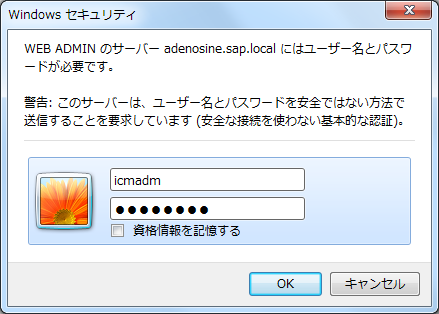 Windows セキュリティ
WEB ADMIN のサーバー adenosine.sap.local にはユーザー名とパスワ
ードが必要です。
警告: このサーバーは、ユーザー名とパスワードを安全ではない方法で
送信することを要求しています (安全な接続を使わない基本的な認証)。
icmadm
●●●●●●●●
資格情報を記憶する
OK キャンセル